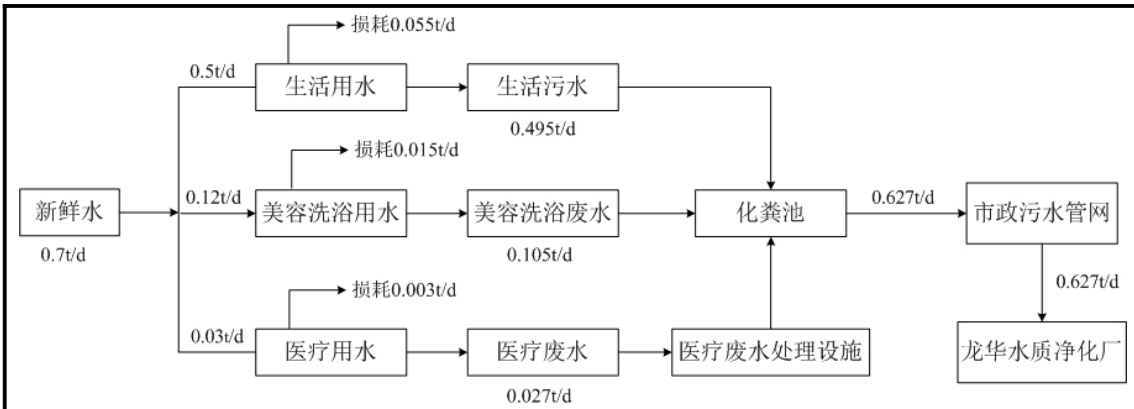 损耗0.055t/d
0.5t/d
生活用水
生活污水
0.495t/d
损耗0.015t/d
0.12t/d
新鲜水
美容洗浴用水
美容洗浴废水
化粪池
0.627t/d
市政污水管网
0.7t/d
0.105t/d
0.627t/d
损耗0.003t/d
0.03t/d
医疗用水
医疗废水
医疗废水处理设施
龙华水质净化厂
0.027t/d